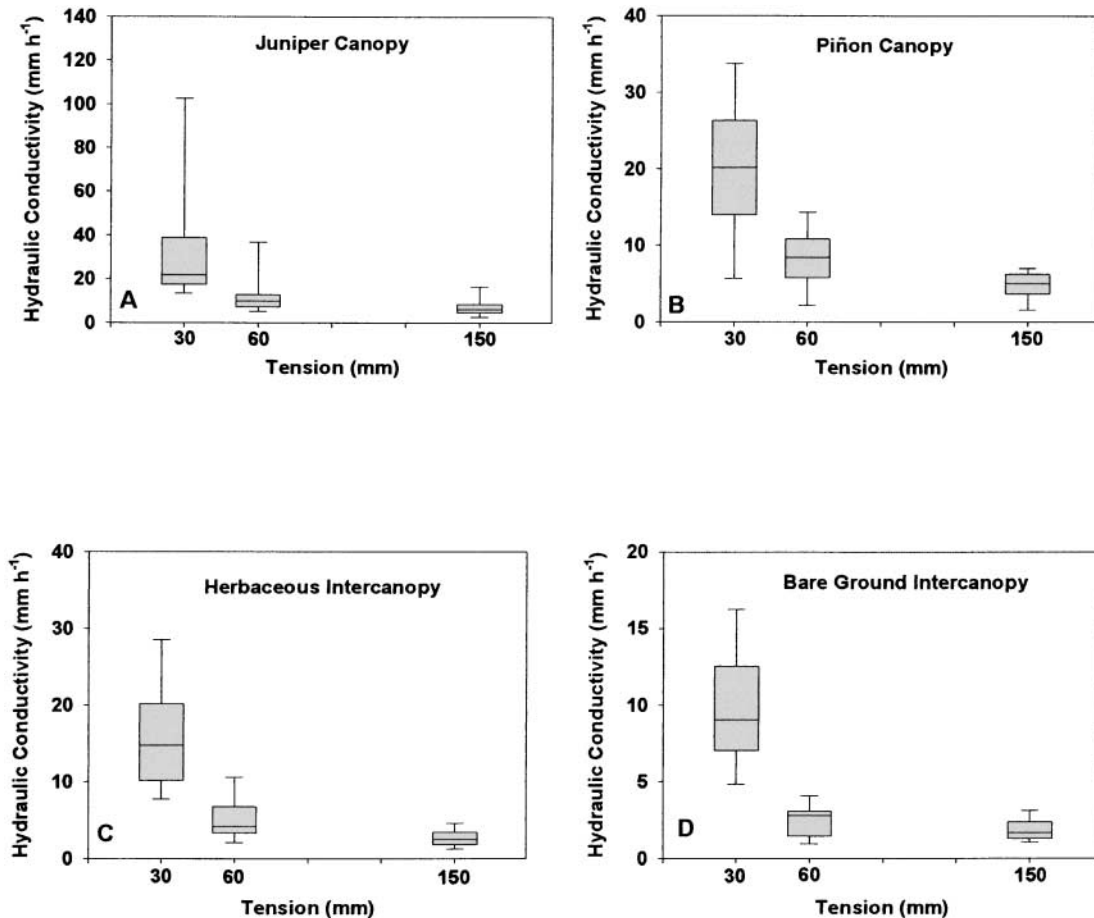 Juniper Canopy
Hydraulic Conductivity (mm h⁻¹)
140
120
100
80
60
40
20
0
A
30 60 150
Tension (mm)
Piñon Canopy
Hydraulic Conductivity (mm h⁻¹)
40
30
20
10
0
B
30 60 150
Tension (mm)
Herbaceous Intercanopy
Hydraulic Conductivity (mm h⁻¹)
40
30
20
10
0
C
30 60 150
Tension (mm)
Bare Ground Intercanopy
Hydraulic Conductivity (mm h⁻¹)
20
15
10
5
0
D
30 60 150
Tension (mm)